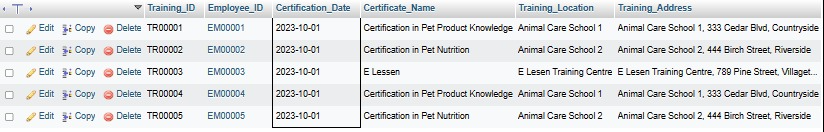 Training_ID Employee_ID Certification_Date Certificate_Name Training_Location Training_Address
Edit Copy Delete TR00001 EM00001 2023-10-01 Certification in Pet Product Knowledge Animal Care School 1 Animal Care School 1, 333 Cedar Blvd, Countryside
Edit Copy Delete TR00002 EM00002 2023-10-01 Certification in Pet Nutrition Animal Care School 2 Animal Care School 2, 444 Birch Street, Riverside
Edit Copy Delete TR00003 EM00003 2023-10-01 E Lessen E Lesen Training Centre E Lesen Training Centre, 789 Pine Street, Villaget...
Edit Copy Delete TR00004 EM00004 2023-10-01 Certification in Pet Product Knowledge Animal Care School 1 Animal Care School 1, 333 Cedar Blvd, Countryside
Edit Copy Delete TR00005 EM00005 2023-10-01 Certification in Pet Nutrition Animal Care School 2 Animal Care School 2, 444 Birch Street, Riverside